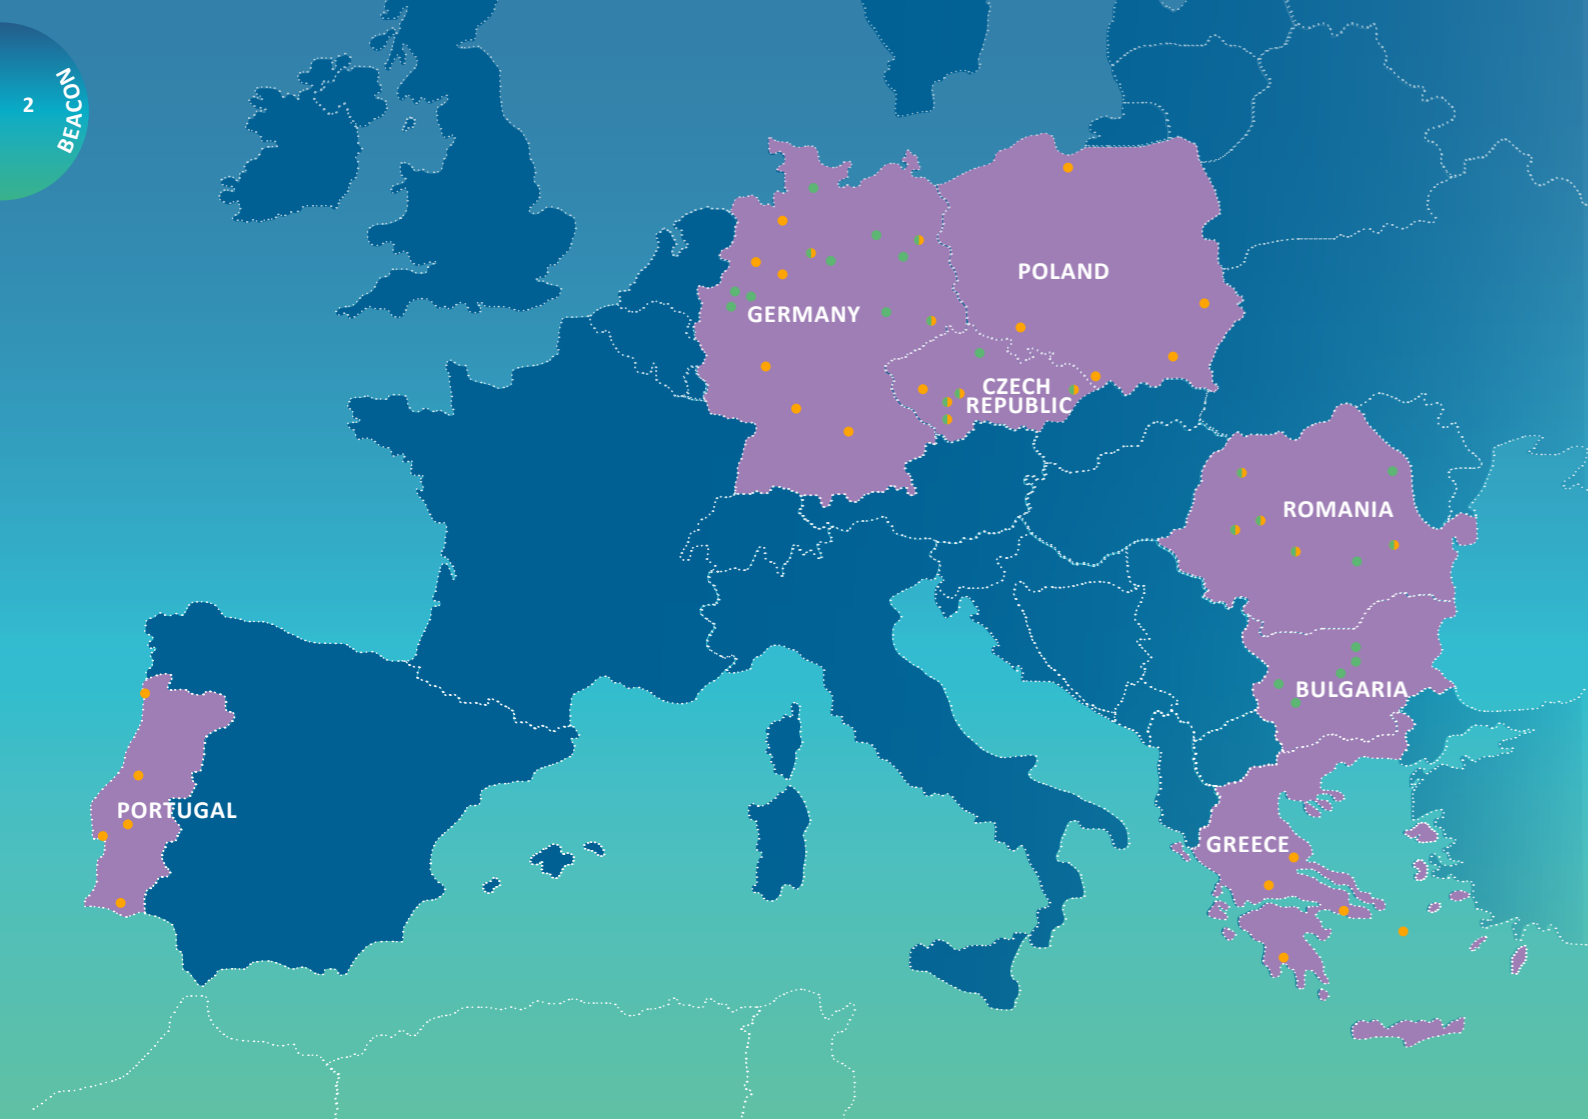 2
BEACON
POLAND
GERMANY
CZECH
REPUBLIC
ROMANIA
BULGARIA
PORTUGAL
GREECE